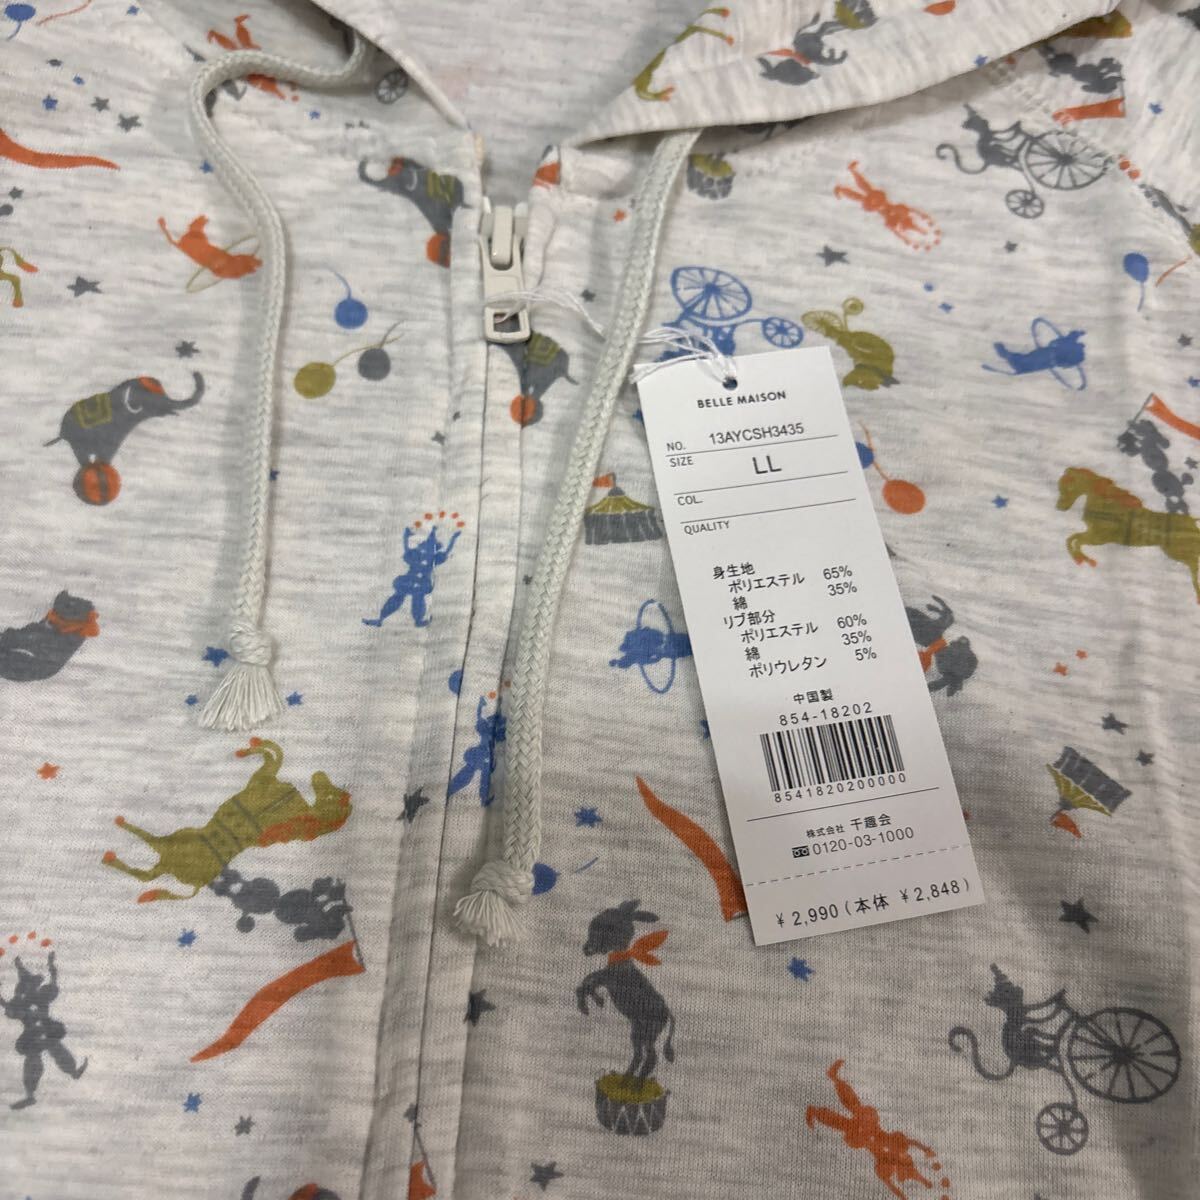 BELLE MAISON
NO. 13AYCSH3435
SIZE LL
COL.
QUALITY
身生地
ポリエステル 65%
綿 35%
リブ部分
ポリエステル 60%
綿 35%
ポリウレタン 5%
中国製
854-18202
8541820200000
株式会社 千趣会
0120-03-1000
¥2,990(本体 ¥2,848)